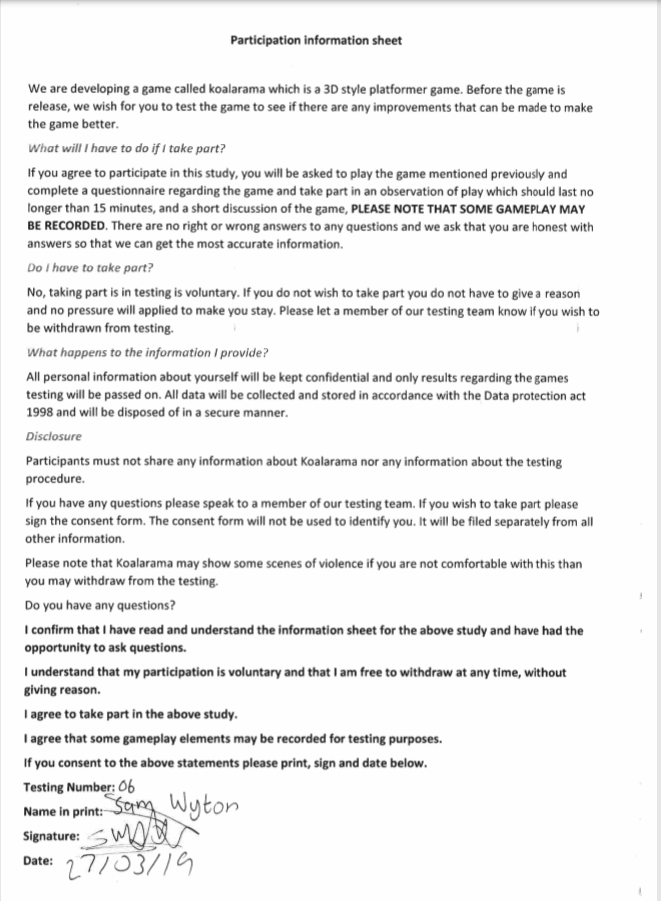 Participation information sheet
We are developing a game called koalarama which is a 3D style platformer game. Before the game is
release, we wish for you to test the game to see if there are any improvements that can be made to make
the game better.
What will I have to do if I take part?
If you agree to participate in this study, you will be asked to play the game mentioned previously and
complete a questionnaire regarding the game and take part in an observation of play which should last no
longer than 15 minutes, and a short discussion of the game, PLEASE NOTE THAT SOME GAMEPLAY MAY
BE RECORDED. There are no right or wrong answers to any questions and we ask that you are honest with
answers so that we can get the most accurate information.
Do I have to take part?
No, taking part is in testing is voluntary. If you do not wish to take part you do not have to give a reason
and no pressure will applied to make you stay. Please let a member of our testing team know if you wish to
be withdrawn from testing.
What happens to the information I provide?
All personal information about yourself will be kept confidential and only results regarding the games
testing will be passed on. All data will be collected and stored in accordance with the Data protection act
1998 and will be disposed of in a secure manner.
Disclosure
Participants must not share any information about Koalarama nor any information about the testing
procedure.
If you have any questions please speak to a member of our testing team. If you wish to take part please
sign the consent form. The consent form will not be used to identify you. It will be filed separately from all
other information.
Please note that Koalarama may show some scenes of violence if you are not comfortable with this than
you may withdraw from the testing.
Do you have any questions?
I confirm that I have read and understand the information sheet for the above study and have had the
opportunity to ask questions.
I understand that my participation is voluntary and that I am free to withdraw at any time, without
giving reason.
I agree to take part in the above study.
I agree that some gameplay elements may be recorded for testing purposes.
If you consent to the above statements please print, sign and date below.
Testing Number: 06
Name in print: Sam Wyton
Signature:
Date: 27/03/19